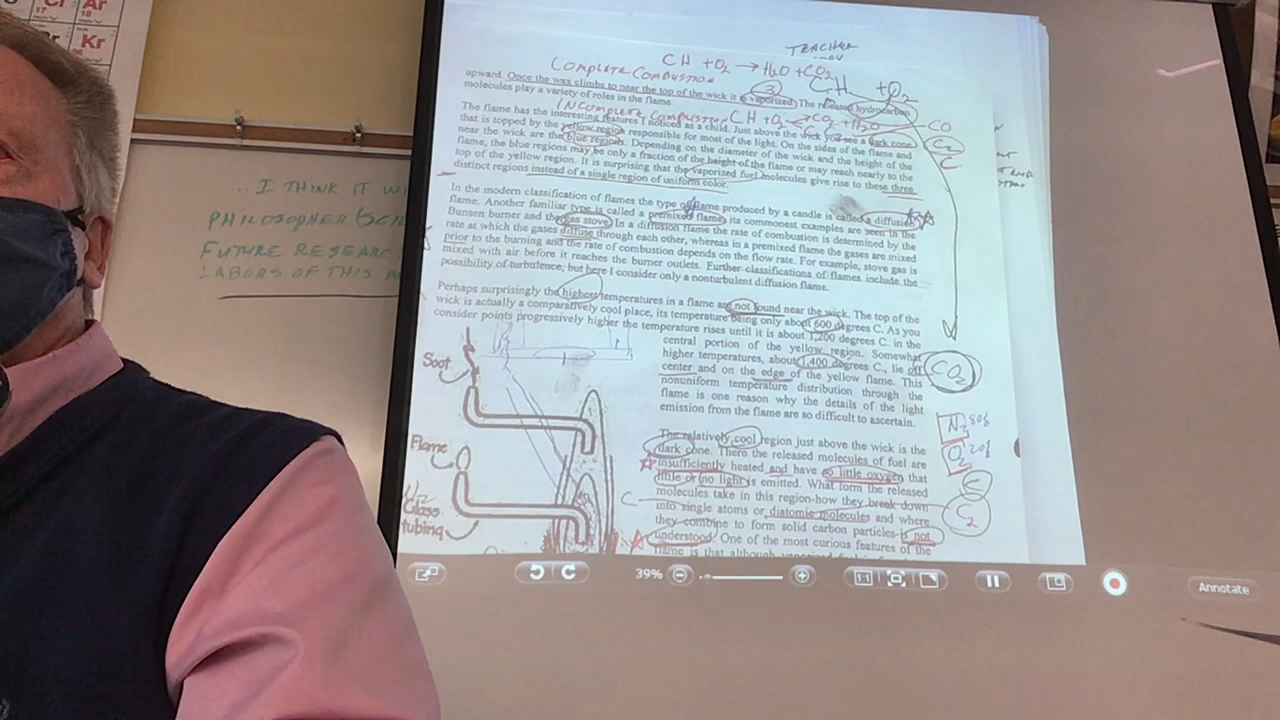 17
Cl
Ar
18
Kr
... I THINK IT
PHILOSOPHER
FUTURE RESEARC
LABORS OF THIS
TEACHER
CH + O2 → H2O + CO2
COMPLETE COMBUSTION
CH + O2
upward. Once the wax climbs to near the top of the wick it is vaporized. The released hydrocarbon
molecules play a variety of roles in the flame.
INCOMPLETE COMBUSTION CH + O2 → CO2 + H2O
CO
C2
C
The flame has the interesting features I noticed as a child. Just above the wick you see a dark cone
that is topped by the yellow region responsible for most of the light. On the sides of the flame and
near the wick are the blue regions. Depending on the diameter of the wick and the height of the
flame, the blue regions may be only a fraction of the height of the flame or may reach nearly to the
top of the yellow region. It is surprising that the vaporized fuel molecules give rise to these three
distinct regions instead of a single region of uniform color.
In the modern classification of flames the type of flame produced by a candle is called a diffusion
flame. Another familiar type is called a premixed flame; its commonest examples are seen in the
Bunsen burner and the gas stove. In a diffusion flame the rate of combustion is determined by the
rate at which the gases diffuse through each other, whereas in a premixed flame the gases are mixed
prior to the burning and the rate of combustion depends on the flow rate. For example, stove gas is
mixed with air before it reaches the burner outlets. Further classifications of flames include the
possibility of turbulence, but here I consider only a nonturbulent diffusion flame.
Perhaps surprisingly the highest temperatures in a flame are not found near the wick. The top of the
wick is actually a comparatively cool place, its temperature being only about 600 degrees C. As you
consider points progressively higher the temperature rises until it is about 1,200 degrees C. in the
central portion of the yellow region. Somewhat
higher temperatures, about 1,400 degrees C., lie off
center and on the edge of the yellow flame. This
nonuniform temperature distribution through the
flame is one reason why the details of the light
emission from the flame are so difficult to ascertain.
CO2
Soot
Flame
Glass
tubing
N2 80%
O2 20%
C
C2
The relatively cool region just above the wick is the
dark cone. There the released molecules of fuel are
insufficiently heated and have so little oxygen that
little or no light is emitted. What form the released
molecules take in this region-how they break down
C
into single atoms or diatomic molecules and where
they combine to form solid carbon particles-is not
understood. One of the most curious features of the
flame is that although
39%
1:1
Annotate